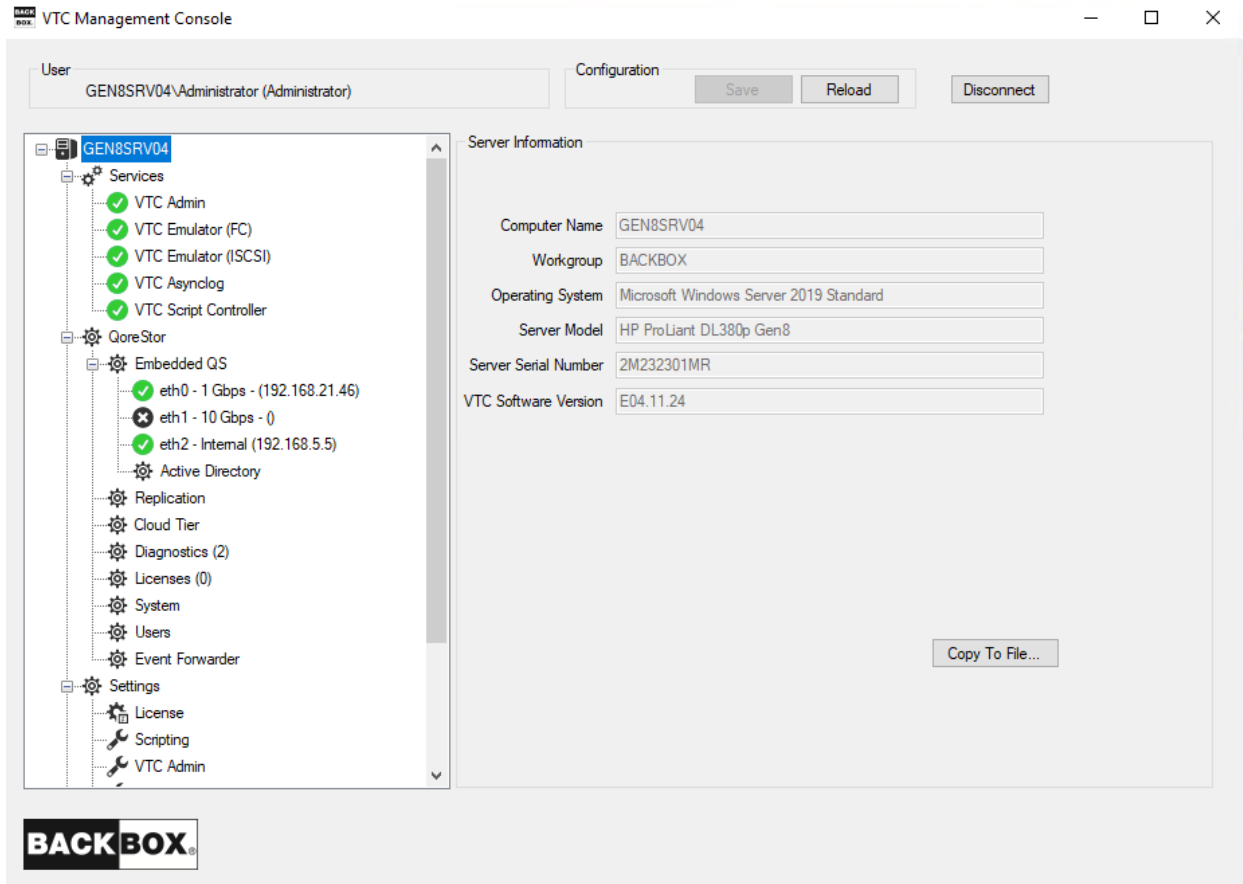 BACK
BOX.
VTC Management Console
User
GEN8SRV04\Administrator (Administrator)
Configuration
Save
Reload
Disconnect
GEN8SRV04
Services
VTC Admin
VTC Emulator (FC)
VTC Emulator (ISCSI)
VTC Asynclog
VTC Script Controller
QoreStor
Embedded QS
eth0 - 1 Gbps - (192.168.21.46)
eth1 - 10 Gbps - ()
eth2 - Internal (192.168.5.5)
Active Directory
Replication
Cloud Tier
Diagnostics (2)
Licenses (0)
System
Users
Event Forwarder
Settings
License
Scripting
VTC Admin
Server Information
Computer Name GEN8SRV04
Workgroup BACKBOX
Operating System Microsoft Windows Server 2019 Standard
Server Model HP ProLiant DL380p Gen8
Server Serial Number 2M232301MR
VTC Software Version E04.11.24
Copy To File...
BACKBOX®